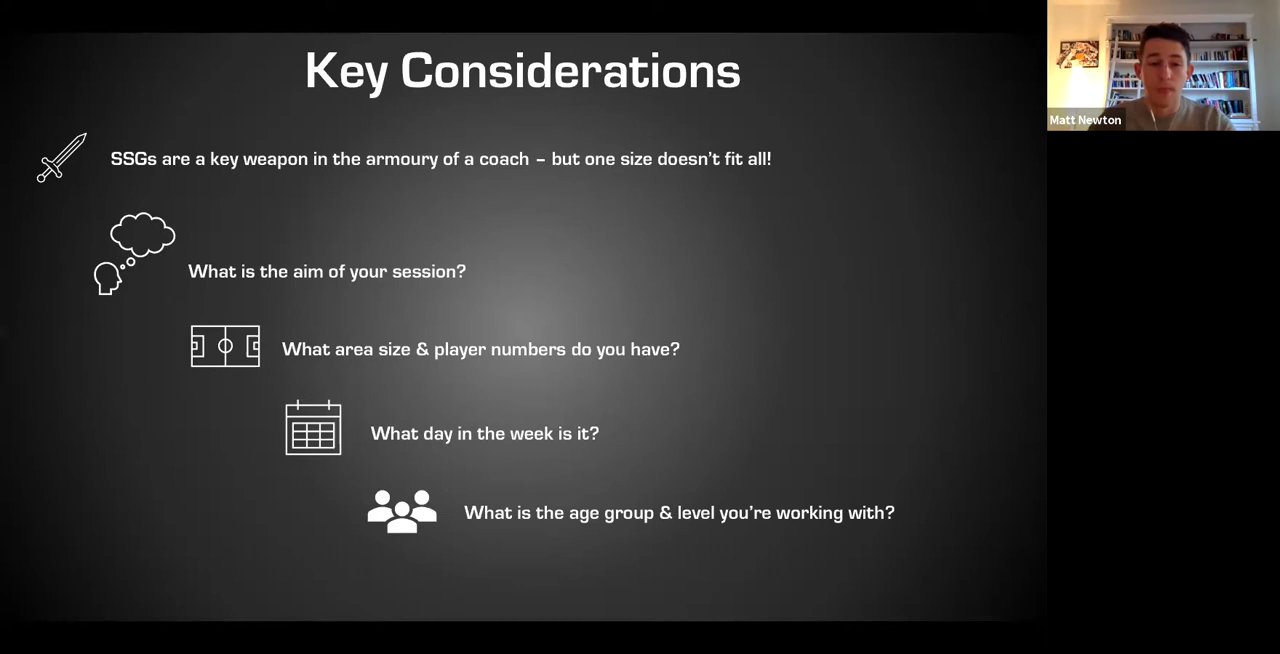 Key Considerations
Matt Newton
SSGs are a key weapon in the armoury of a coach – but one size doesn't fit all!
What is the aim of your session?
What area size & player numbers do you have?
What day in the week is it?
What is the age group & level you're working with?